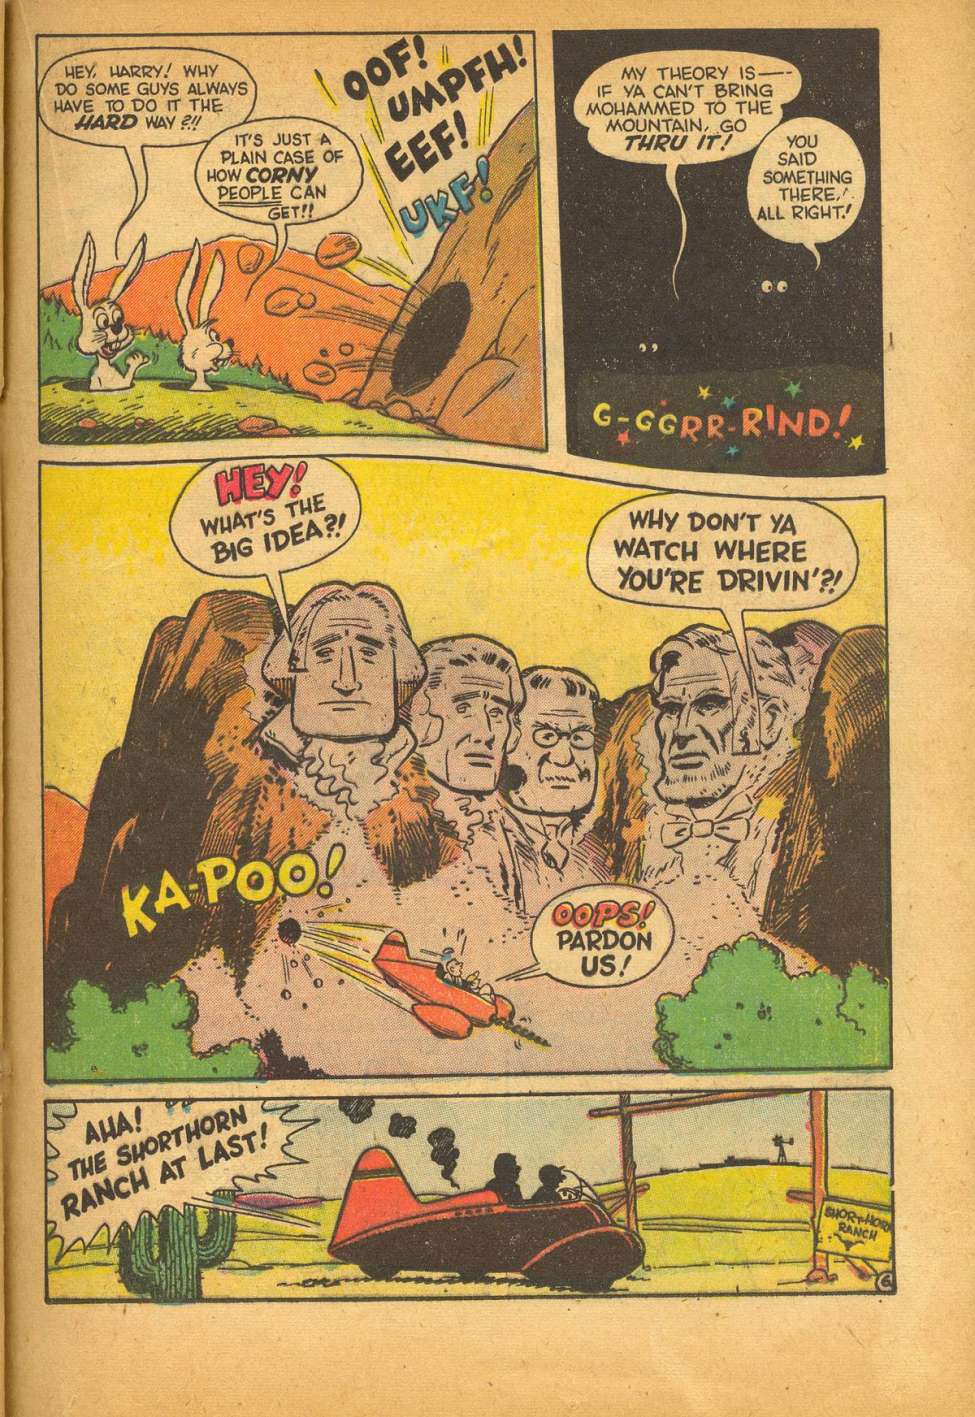 HEY, HARRY! WHY
DO SOME GUYS ALWAYS
HAVE TO DO IT THE
HARD WAY?!!
IT'S JUST A
PLAIN CASE OF
HOW CORNY
PEOPLE CAN
GET!!
OOF!
UMPFH!
EEF!
UKF!
MY THEORY IS——
IF YA CAN'T BRING
MOHAMMED TO THE
MOUNTAIN, GO
THRU IT!
YOU
SAID
SOMETHING
THERE,
ALL RIGHT!
G-GGRR-RIND!
HEY!
WHAT'S THE
BIG IDEA?!
WHY DON'T YA
WATCH WHERE
YOU'RE DRIVIN'?!
KA-POO!
OOPS!
PARDON
US!
AHA!
THE SHORTHORN
RANCH AT LAST!
SHORT-HORN
RANCH
6